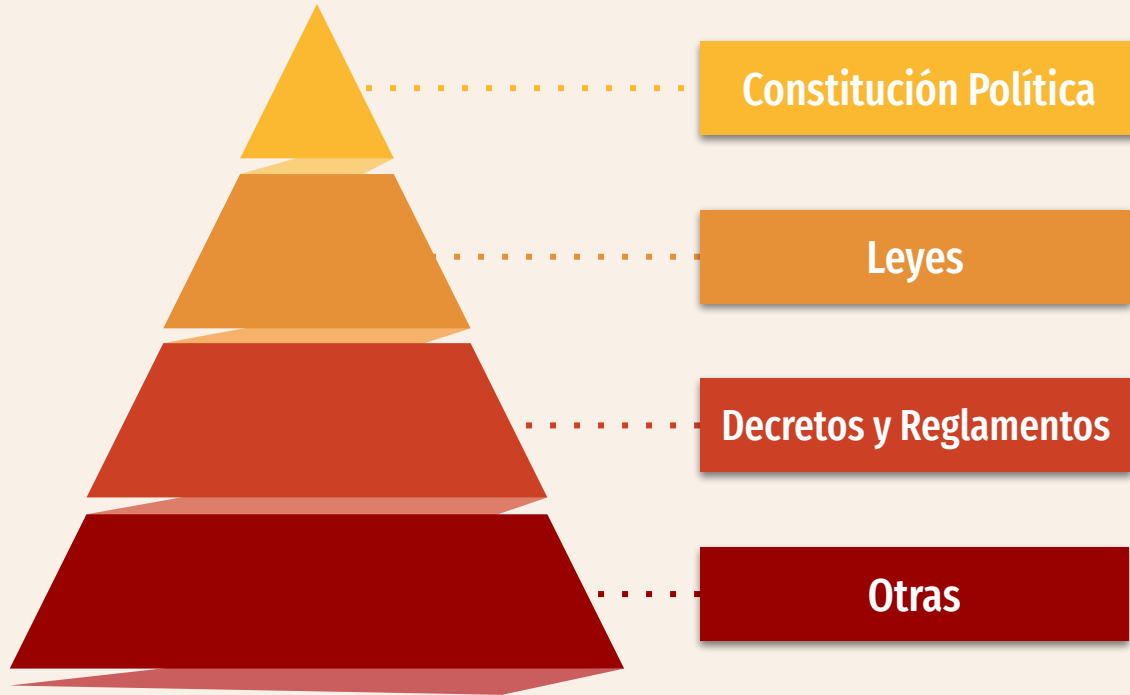 Constitución Política
Leyes
Decretos y Reglamentos
Otras